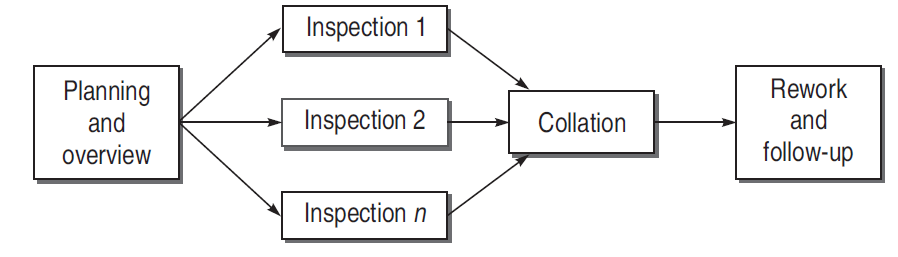 Planning
and
overview
Inspection 1
Inspection 2
Inspection n
Collation
Rework
and
follow-up